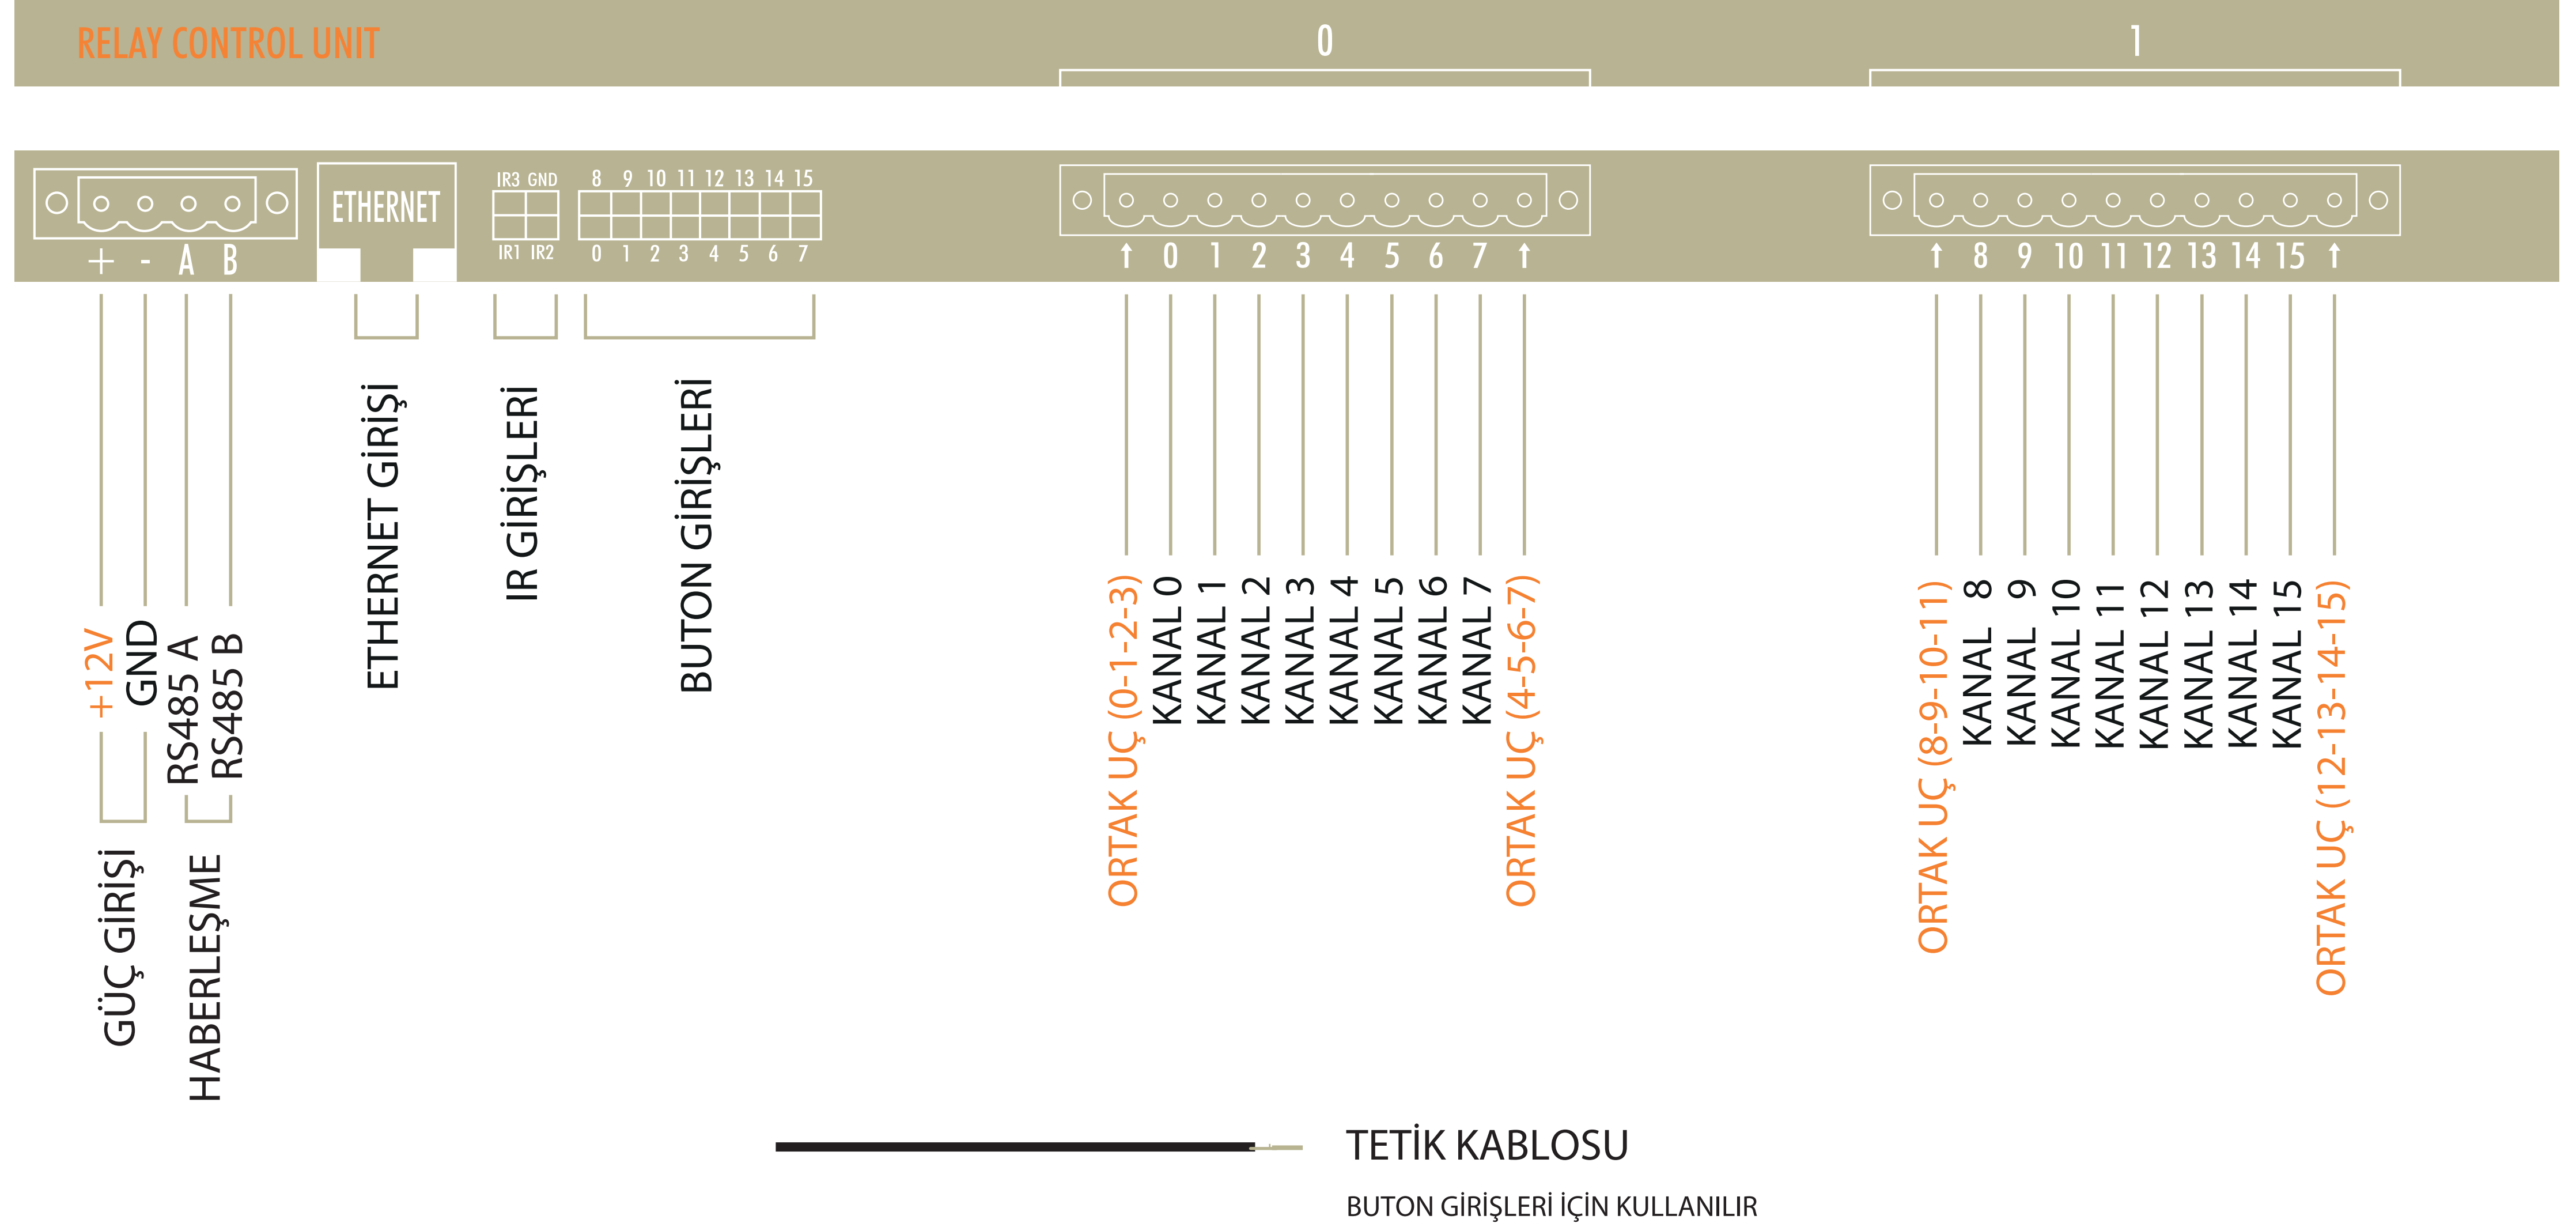 RELAY CONTROL UNIT
0
1
ETHERNET
IR3 GND
8 9 10 11 12 13 14 15
IR1 IR2
0 1 2 3 4 5 6 7
+ - A B
↑ 0 1 2 3 4 5 6 7 ↑
↑ 8 9 10 11 12 13 14 15 ↑
+12V
GND
RS485 A
RS485 B
GÜÇ GİRİŞİ
HABERLEŞME
ETHERNET GİRİŞİ
IR GİRİŞLERİ
BUTON GİRİŞLERİ
ORTAK UÇ (0-1-2-3)
KANAL 0
KANAL 1
KANAL 2
KANAL 3
KANAL 4
KANAL 5
KANAL 6
KANAL 7
ORTAK UÇ (4-5-6-7)
ORTAK UÇ (8-9-10-11)
KANAL 8
KANAL 9
KANAL 10
KANAL 11
KANAL 12
KANAL 13
KANAL 14
KANAL 15
ORTAK UÇ (12-13-14-15)
TETİK KABLOSU
BUTON GİRİŞLERİ İÇİN KULLANILIR